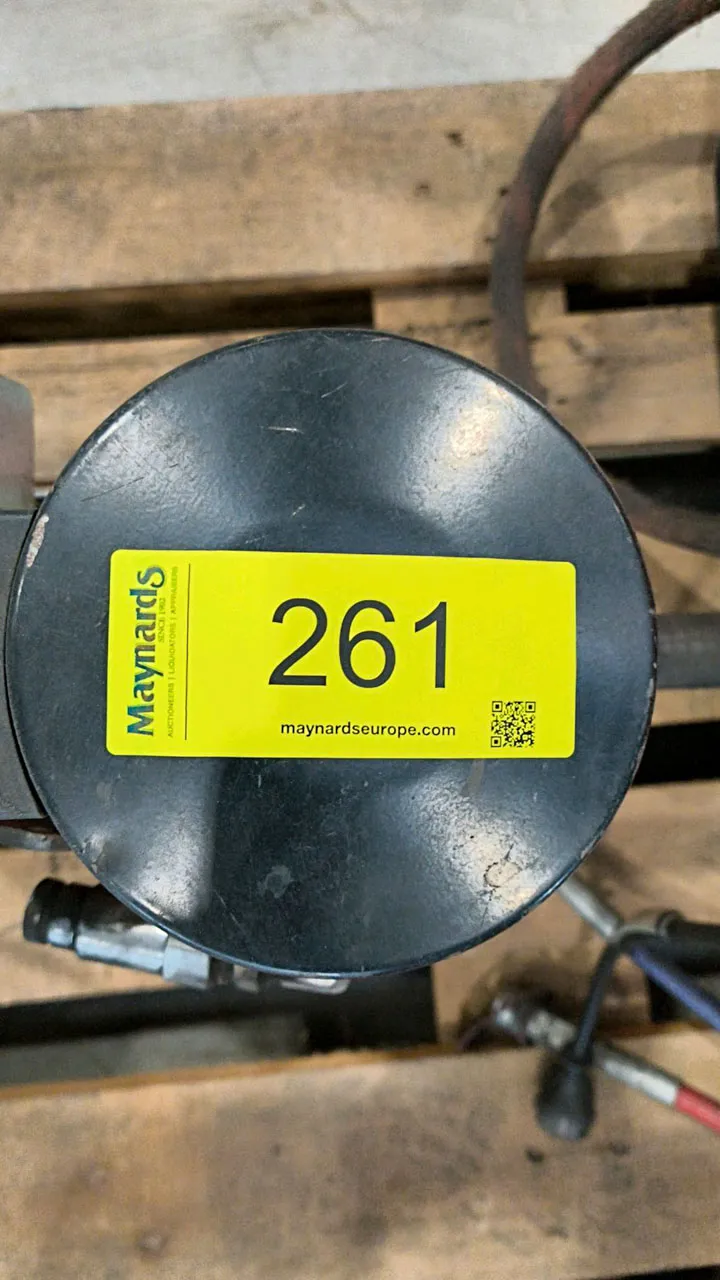 Maynards
SINCE 1902
AUCTIONEERS | LIQUIDATORS | APPRAISERS
261
maynardseurope.com